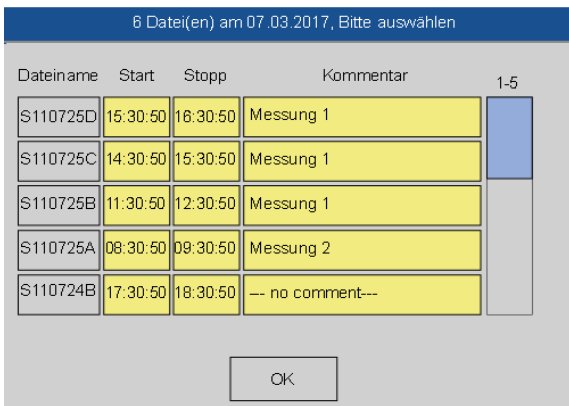 6 Datei(en) am 07.03.2017, Bitte auswählen
Dateiname Start Stopp Kommentar 1-5
S110725D 15:30:50 16:30:50 Messung 1
S110725C 14:30:50 15:30:50 Messung 1
S110725B 11:30:50 12:30:50 Messung 1
S110725A 08:30:50 09:30:50 Messung 2
S110724B 17:30:50 18:30:50 --- no comment---
OK